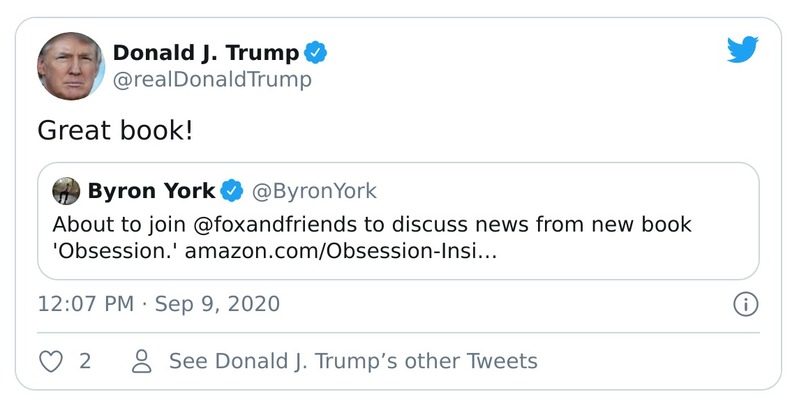 Donald J. Trump
@realDonaldTrump
Great book!
Byron York @ByronYork
About to join @foxandfriends to discuss news from new book
'Obsession.' amazon.com/Obsession-Insi…
12:07 PM · Sep 9, 2020
2 See Donald J. Trump’s other Tweets